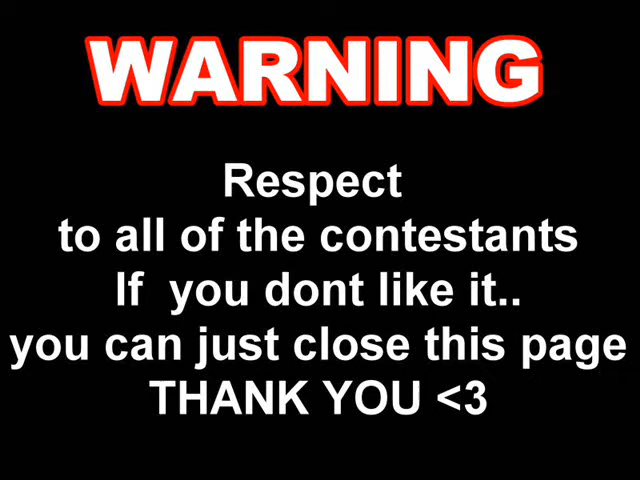 WARNING
Respect
to all of the contestants
If  you dont like it..
you can just close this page
THANK YOU <3